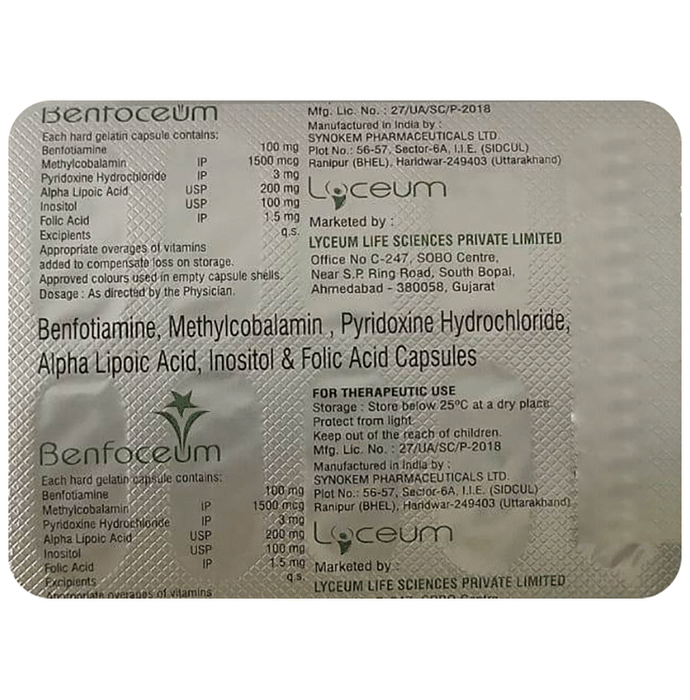 Benfoceum
Each hard gelatin capsule contains:
Benfotiamine 100 mg
Methylcobalamin IP 1500 mcg
Pyridoxine Hydrochloride IP 3 mg
Alpha Lipoic Acid USP 200 mg
Inositol USP 100 mg
Folic Acid IP 1.5 mg
Excipients q.s.
Appropriate overages of vitamins
added to compensate loss on storage.
Approved colours used in empty capsule shells.
Dosage : As directed by the Physician.
Mfg. Lic. No. : 27/UA/SC/P-2018
Manufactured in India by :
SYNOKEM PHARMACEUTICALS LTD.
Plot No.: 56-57, Sector-6A, I.I.E. (SIDCUL)
Ranipur (BHEL), Haridwar-249403 (Uttarakhand)
Lyceum
Marketed by :
LYCEUM LIFE SCIENCES PRIVATE LIMITED
Office No C-247, SOBO Centre,
Near S.P. Ring Road, South Bopal,
Ahmedabad - 380058, Gujarat
Benfotiamine, Methylcobalamin , Pyridoxine Hydrochloride,
Alpha Lipoic Acid, Inositol & Folic Acid Capsules
Benfoceum
Each hard gelatin capsule contains:
Benfotiamine 100 mg
Methylcobalamin IP 1500 mcg
Pyridoxine Hydrochloride IP 3 mg
Alpha Lipoic Acid USP 200 mg
Inositol USP 100 mg
Folic Acid IP 1.5 mg
Excipients q.s.
Appropriate overages of vitamins
FOR THERAPEUTIC USE
Storage : Store below 25°C at a dry place.
Protect from light.
Keep out of the reach of children.
Mfg. Lic. No. : 27/UA/SC/P-2018
Manufactured in India by :
SYNOKEM PHARMACEUTICALS LTD.
Plot No.: 56-57, Sector-6A, I.I.E. (SIDCUL)
Ranipur (BHEL), Haridwar-249403 (Uttarakhand)
Lyceum
Marketed by :
LYCEUM LIFE SCIENCES PRIVATE LIMITED